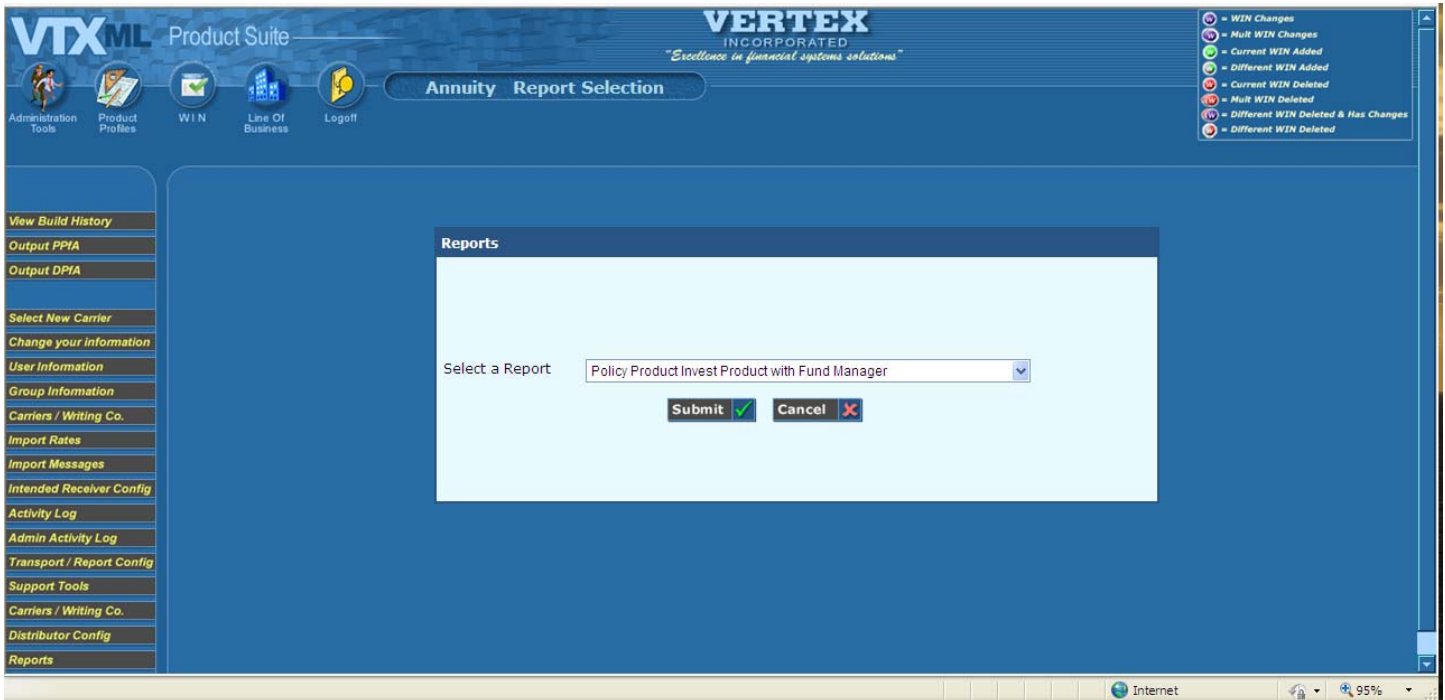 VTXML Product Suite
VERTEX
INCORPORATED
"Excellence in financial systems solutions"
Annuity Report Selection
Administration
Tools
Product
Profiles
WIN
Line Of
Business
Logoff
W = WIN Changes
W = Mult WIN Changes
= Current WIN Added
= Different WIN Added
= Current WIN Deleted
= Mult WIN Deleted
= Different WIN Deleted & Has Changes
= Different WIN Deleted
View Build History
Output PPfA
Output DPfA
Select New Carrier
Change your information
User Information
Group Information
Carriers / Writing Co.
Import Rates
Import Messages
Intended Receiver Config
Activity Log
Admin Activity Log
Transport / Report Config
Support Tools
Carriers / Writing Co.
Distributor Config
Reports
Reports
Select a Report Policy Product Invest Product with Fund Manager
Submit Cancel
Internet 95%